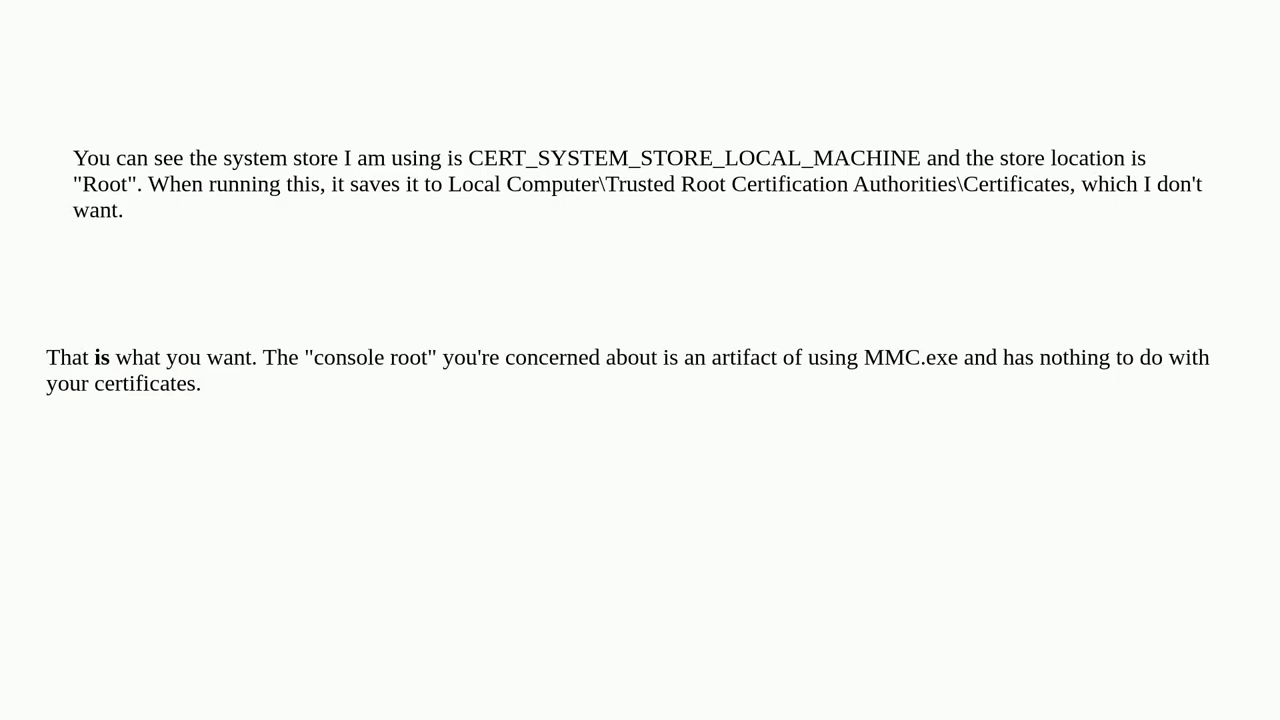 You can see the system store I am using is CERT_SYSTEM_STORE_LOCAL_MACHINE and the store location is
"Root". When running this, it saves it to Local Computer\Trusted Root Certification Authorities\Certificates, which I don't
want.
That is what you want. The "console root" you're concerned about is an artifact of using MMC.exe and has nothing to do with
your certificates.